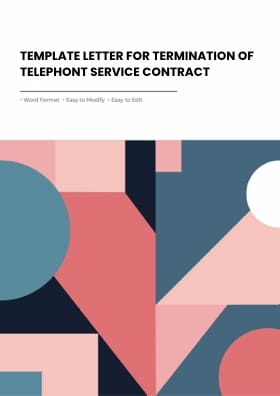 TEMPLATE LETTER FOR TERMINATION OF
TELEPHONT SERVICE CONTRACT
• Word Format • Easy to Modify • Easy to Edit